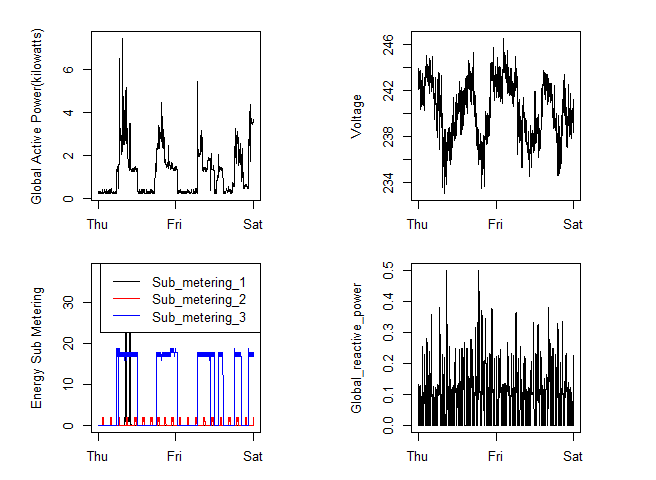 Global Active Power(kilowatts)
0 2 4 6
Thu Fri Sat
Voltage
234 238 242 246
Thu Fri Sat
Energy Sub Metering
0 10 20 30
Sub_metering_1
Sub_metering_2
Sub_metering_3
Thu Fri Sat
Global_reactive_power
0.0 0.1 0.2 0.3 0.4 0.5
Thu Fri Sat